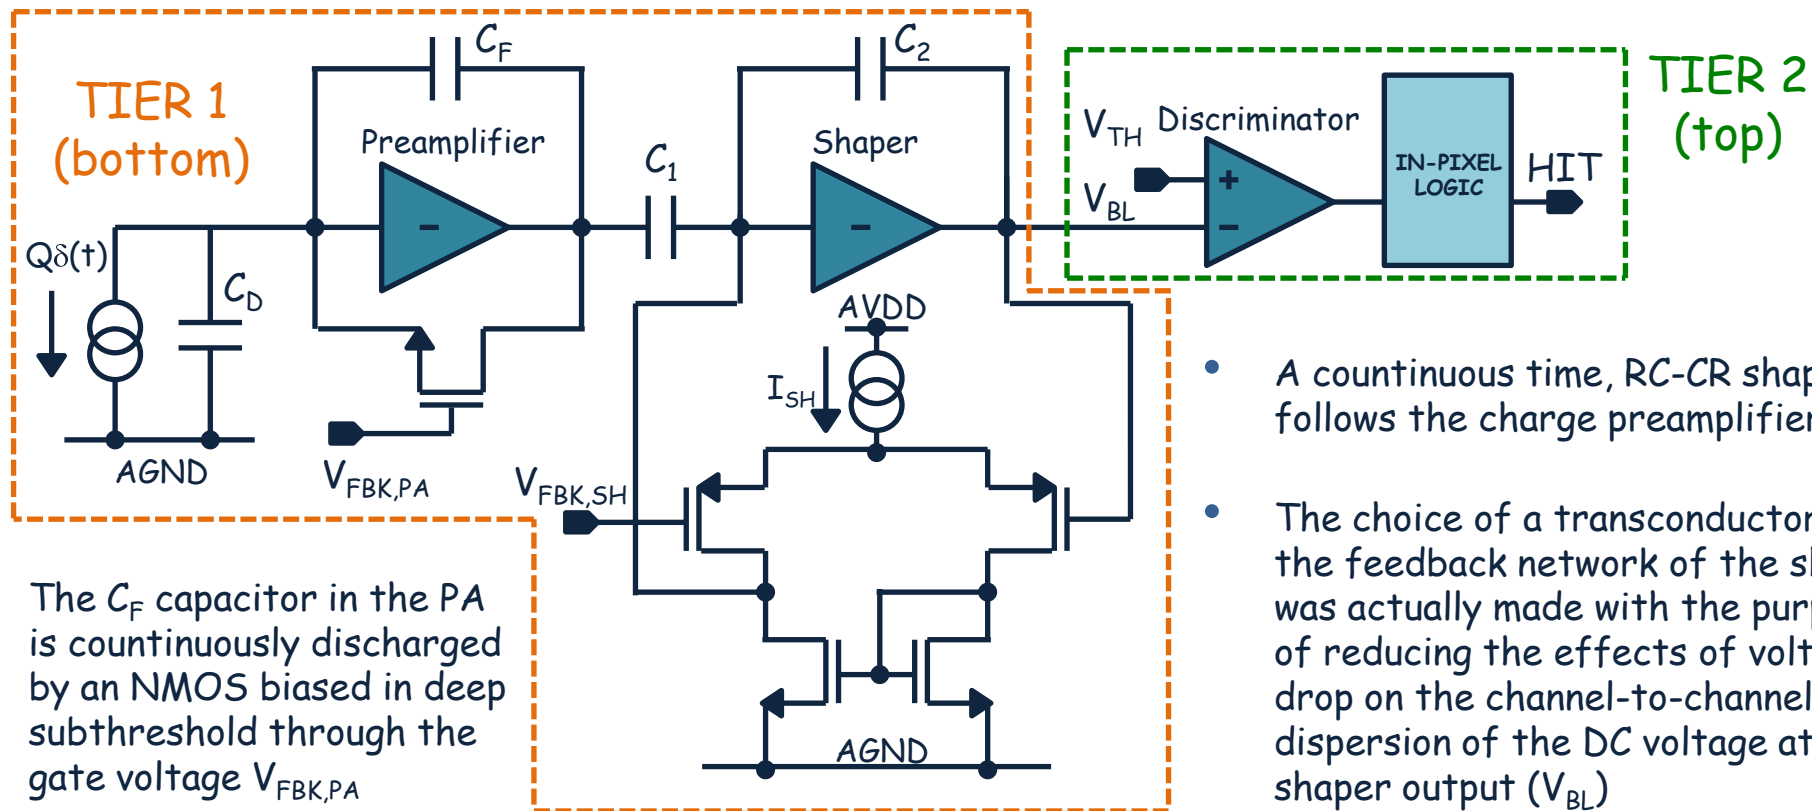 C_F
C_2
TIER 1
(bottom)
TIER 2
(top)
Preamplifier
Shaper
V_TH
Discriminator
C_1
IN-PIXEL
LOGIC
HIT
V_BL
-
-
+
-
Qδ(t)
C_D
AVDD
I_SH
AGND
V_FBK,PA
V_FBK,SH
AGND
The C_F capacitor in the PA
is countinuously discharged
by an NMOS biased in deep
subthreshold through the
gate voltage V_FBK,PA
• A countinuous time, RC-CR
follows the charge preamplifier
• The choice of a transconductor
the feedback network of the
was actually made with the
of reducing the effects of
drop on the channel-to-channel
dispersion of the DC voltage at
shaper output (V_BL)